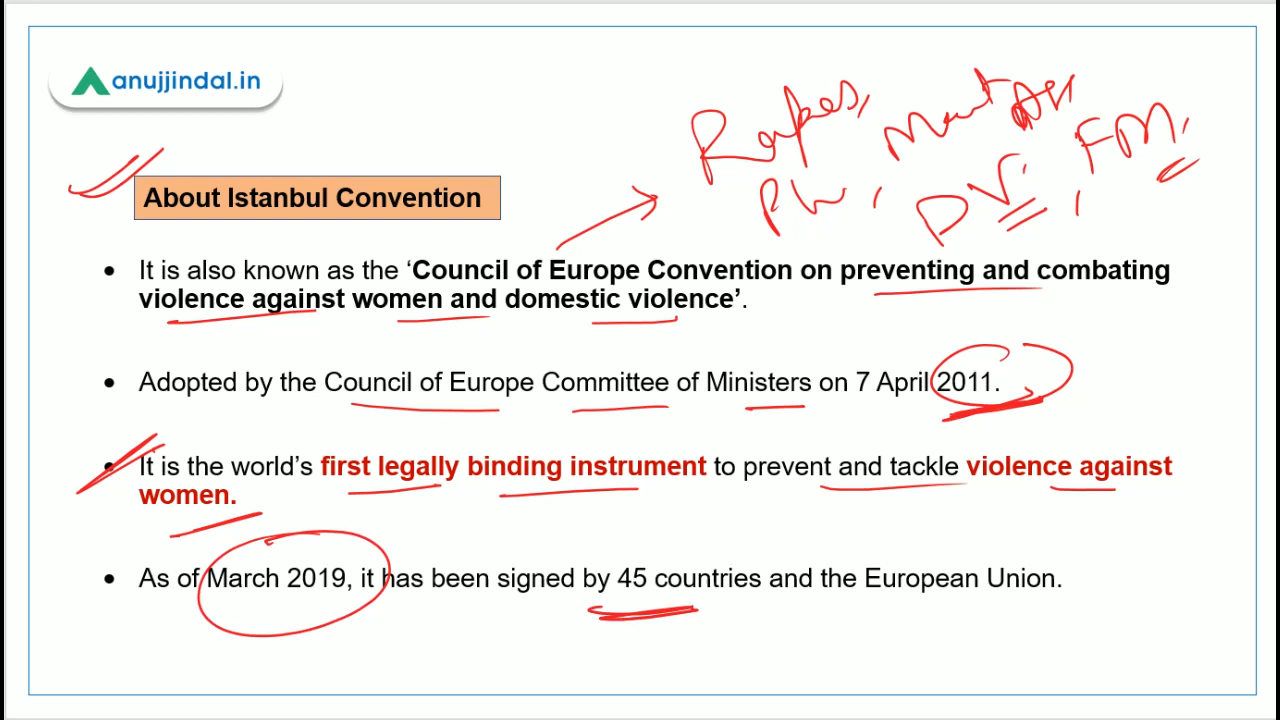 anujjindal.in
Rapes,
PW,
DV,
FM,
About Istanbul Convention
• It is also known as the ‘Council of Europe Convention on preventing and combating
violence against women and domestic violence’.
• Adopted by the Council of Europe Committee of Ministers on 7 April 2011.
• It is the world’s first legally binding instrument to prevent and tackle violence against
women.
• As of March 2019, it has been signed by 45 countries and the European Union.